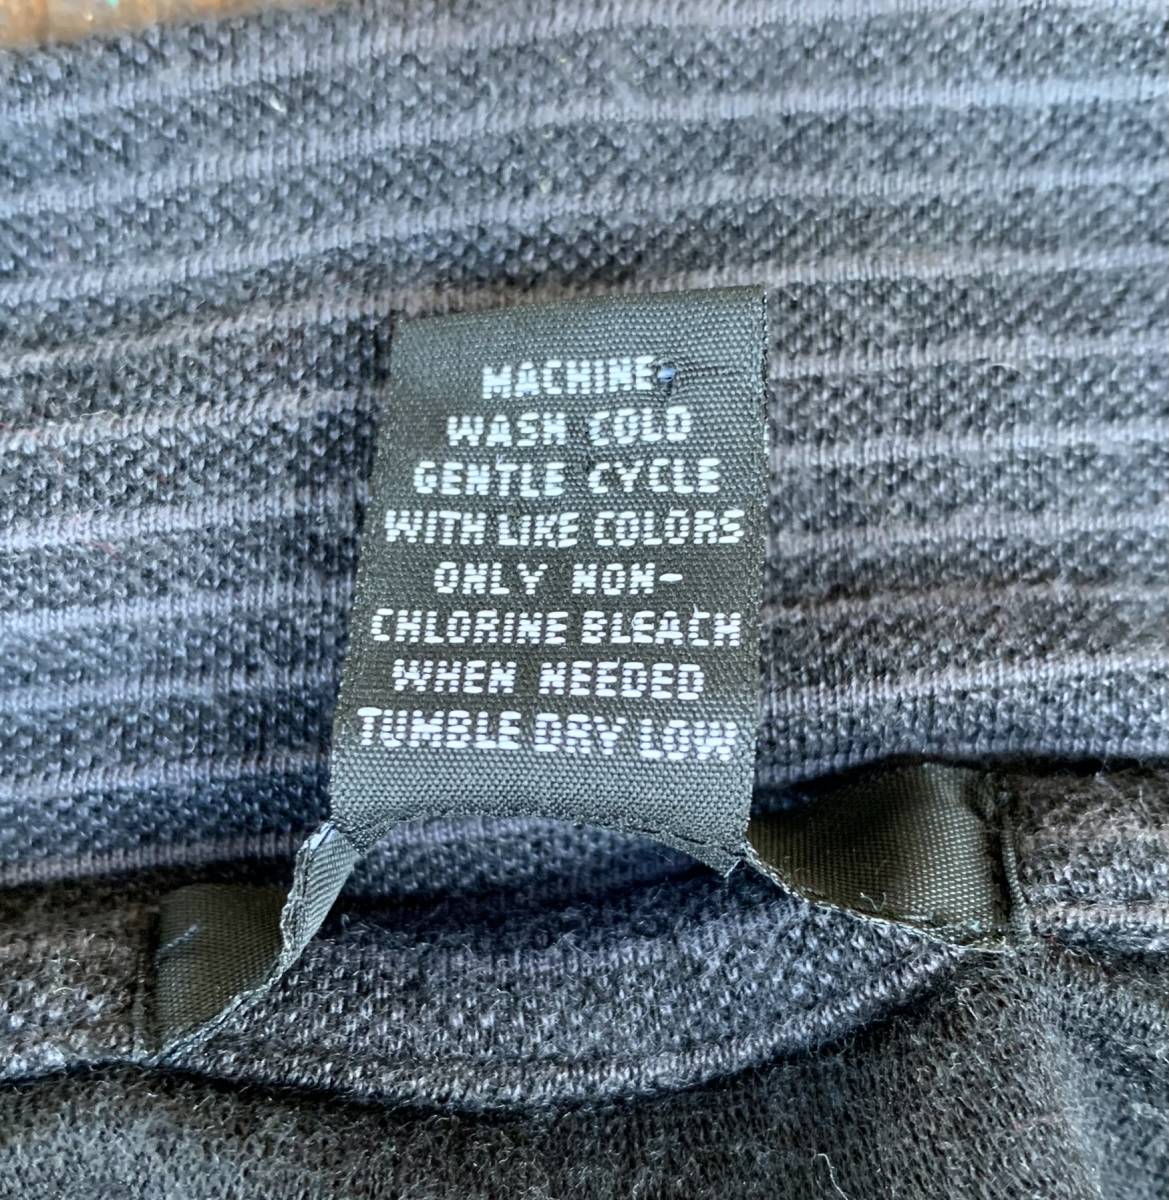 MACHINE-
WASH COLD
GENTLE CYCLE
WITH LIKE COLORS
ONLY NON-
CHLORINE BLEACH
WHEN NEEDED
TUMBLE DRY LOW